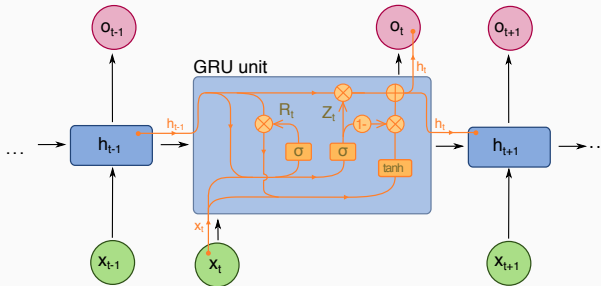 o_{t-1} o_t o_{t+1}
GRU unit
h_t
R_t Z_t
h_{t-1} h_t
1-
... h_{t-1} h_{t+1} ...
σ σ
tanh
x_t
x_{t-1} x_t x_{t+1}